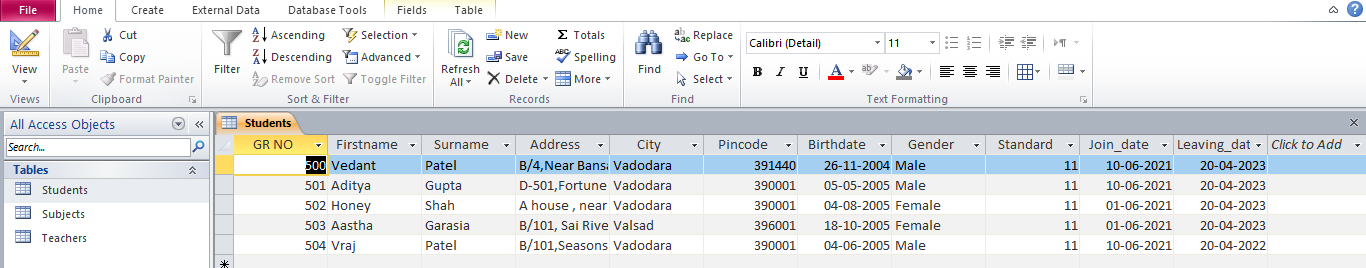 File Home Create External Data Database Tools Fields Table
Cut Ascending Selection New Totals Replace Calibri (Detail) 11
Copy Descending Advanced Save Spelling Go To
View Paste Format Painter Filter Remove Sort Toggle Filter Refresh All Delete More Find Select B I U A
Views Clipboard Sort & Filter Records Find Text Formatting
All Access Objects Students
Search... GR NO Firstname Surname Address City Pincode Birthdate Gender Standard Join_date Leaving_dat Click to Add
Tables 500 Vedant Patel B/4,Near Bansa Vadodara 391440 26-11-2004 Male 11 10-06-2021 20-04-2023
Students 501 Aditya Gupta D-501,Fortune Vadodara 390001 05-05-2005 Male 11 10-06-2021 20-04-2023
Subjects 502 Honey Shah A house , near Vadodara 390001 04-08-2005 Female 11 01-06-2021 20-04-2023
Teachers 503 Aastha Garasia B/101, Sai Rive Valsad 396001 18-10-2005 Female 11 01-06-2021 20-04-2023
504 Vraj Patel B/101,Seasons Vadodara 390001 04-06-2005 Male 11 10-06-2021 20-04-2022